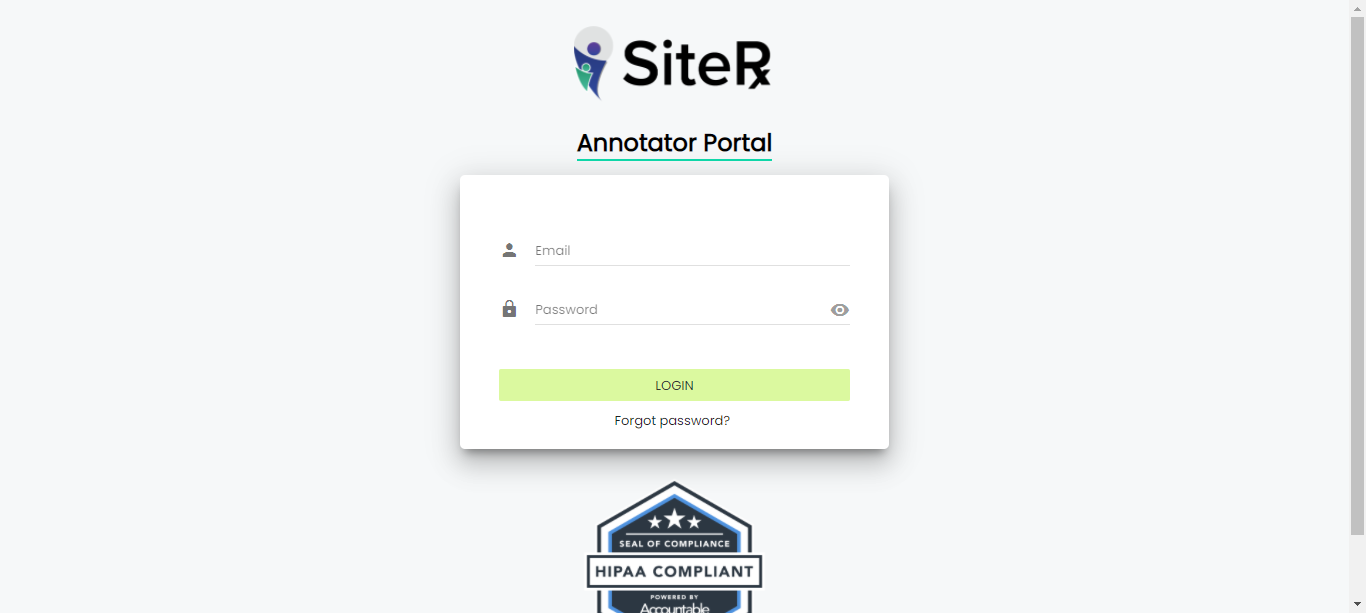 SiteRx
Annotator Portal
Email
Password
LOGIN
Forgot password?
SEAL OF COMPLIANCE
HIPAA COMPLIANT
POWERED BY
Accountable